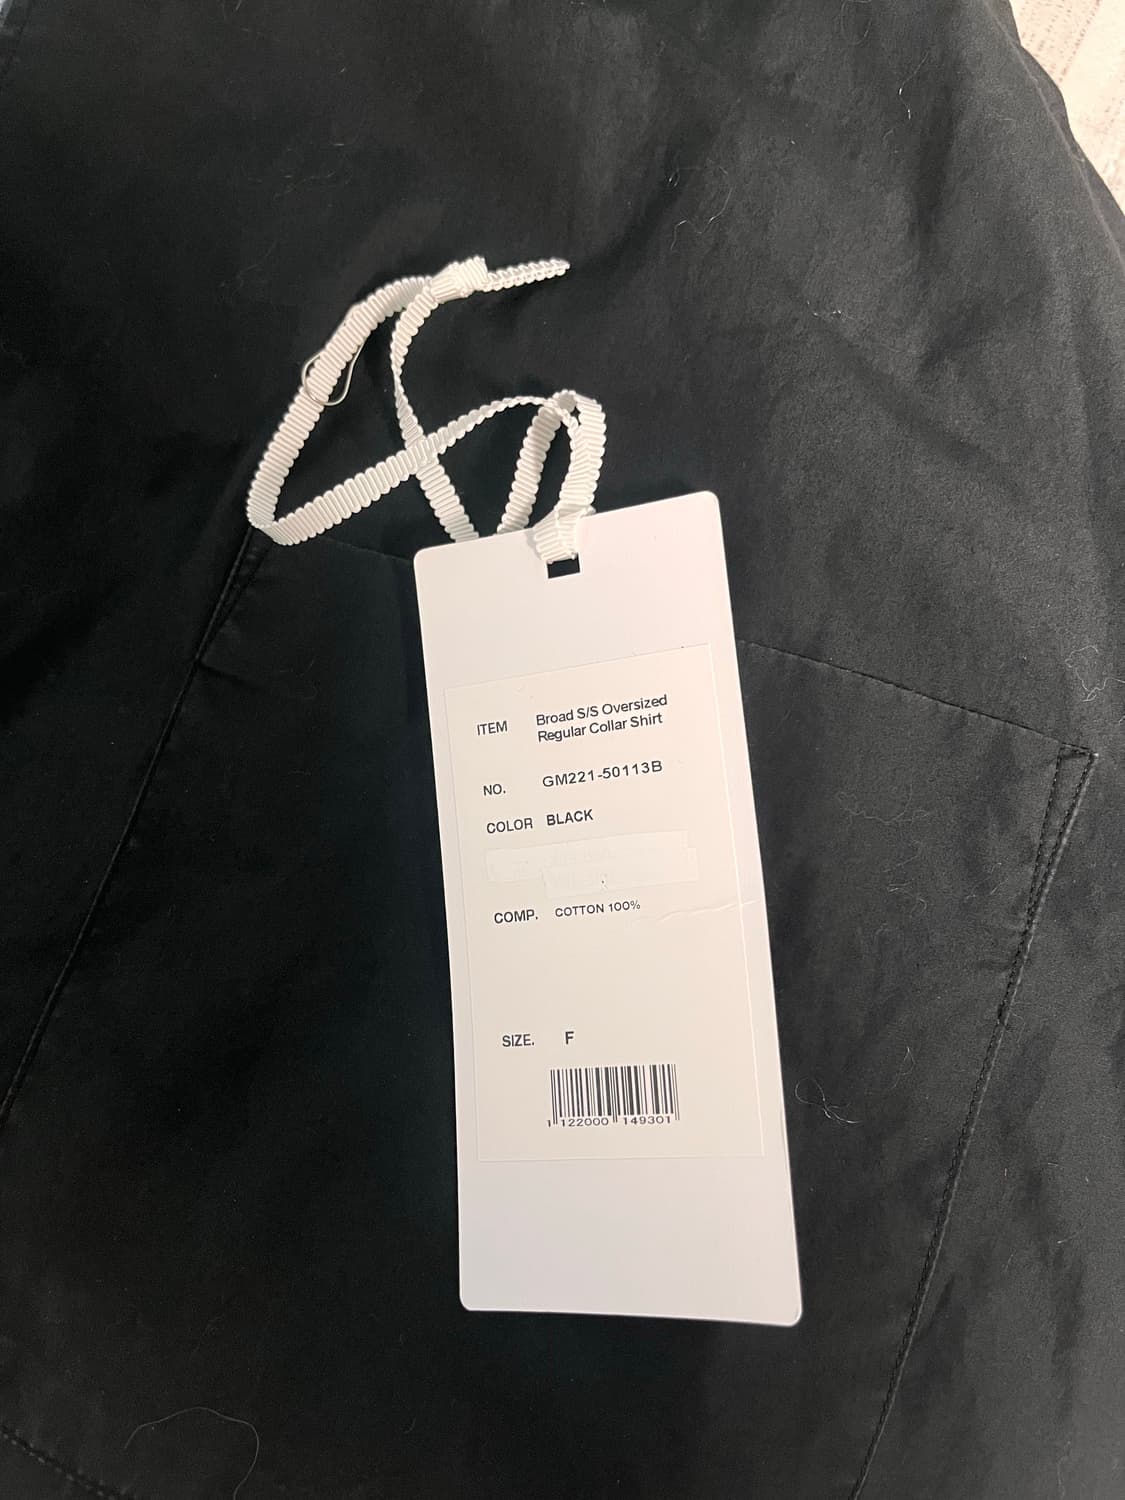 ITEM Broad S/S Oversized
Regular Collar Shirt
NO. GM221-50113B
COLOR BLACK
COMP. COTTON 100%
SIZE. F
1 122000 149301